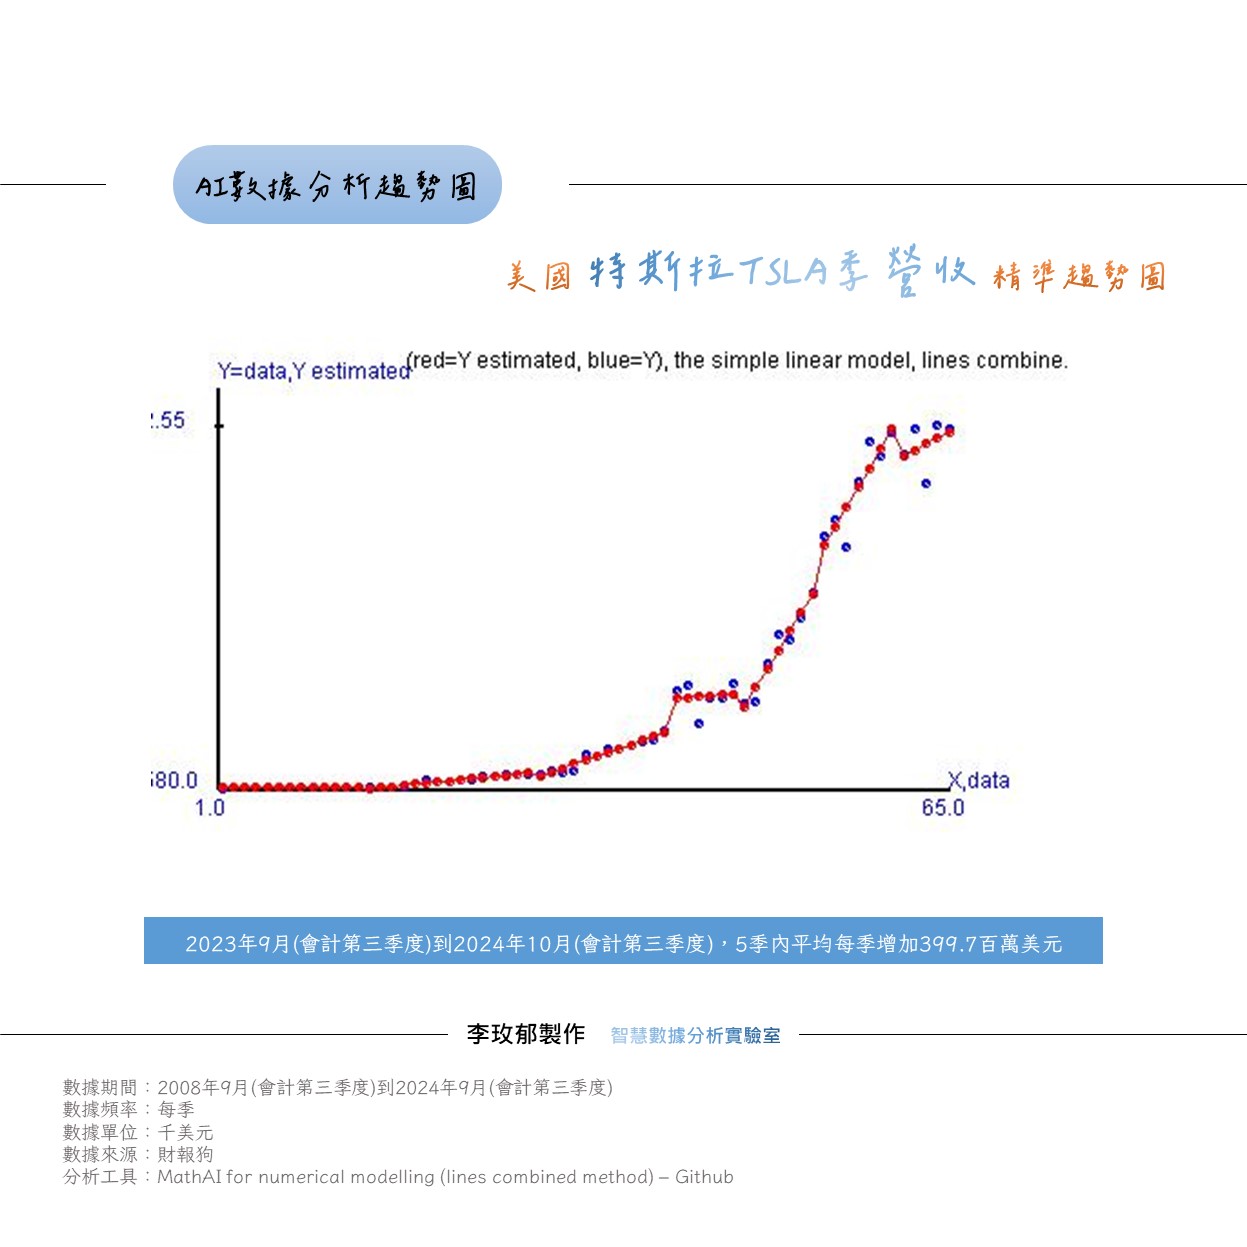 AI數據分析趨勢圖
美國特斯拉TSLA季營收精準趨勢圖
(red=Y estimated, blue=Y), the simple linear model, lines combine.
Y=data,Y estimated
.55
80.0
X,data
1.0
65.0
2023年9月(會計第三季度)到2024年10月(會計第三季度)，5季內平均每季增加399.7百萬美元
李玫郁製作 智慧數據分析實驗室
數據期間：2008年9月(會計第三季度)到2024年9月(會計第三季度)
數據頻率：每季
數據單位：千美元
數據來源：財報狗
分析工具：MathAI for numerical modelling (lines combined method) – Github